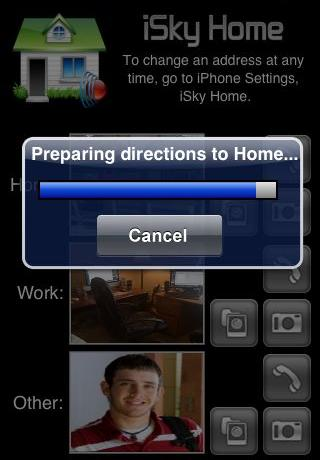 iSky Home
To change an address at any
time, go to iPhone Settings,
iSky Home.
Preparing directions to Home...
Cancel
Work:
Other: